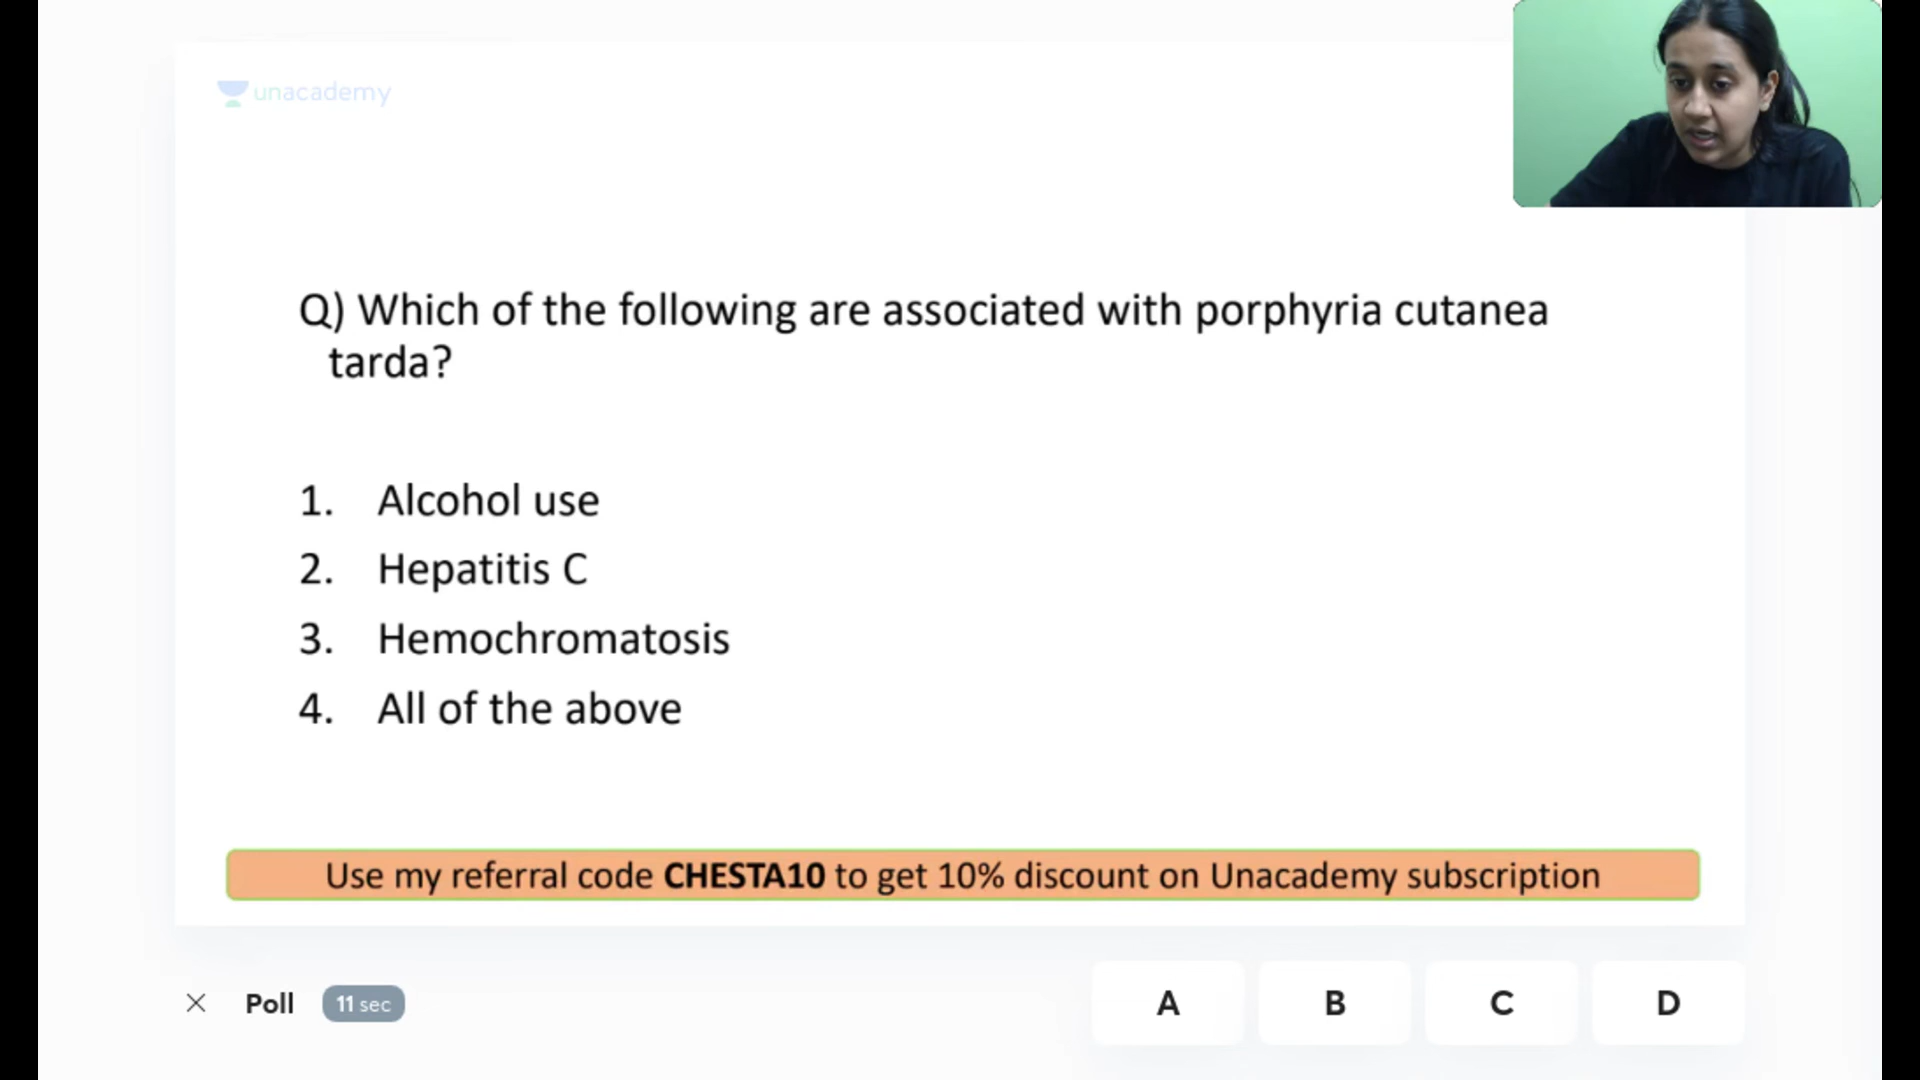 unacademy
Q) Which of the following are associated with porphyria cutanea
tarda?
1. Alcohol use
2. Hepatitis C
3. Hemochromatosis
4. All of the above
Use my referral code CHESTA10 to get 10% discount on Unacademy subscription
× Poll 11 sec A B C D